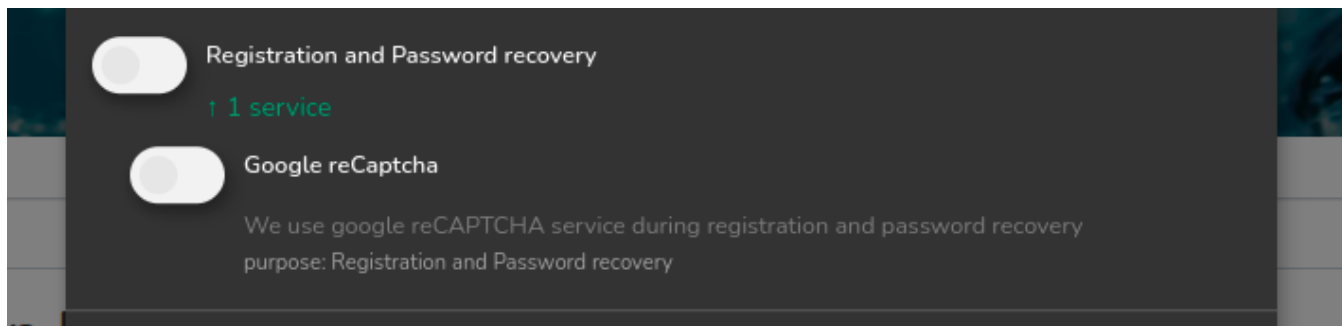 Registration and Password recovery
↑ 1 service
Google reCaptcha
We use google reCAPTCHA service during registration and password recovery
purpose: Registration and Password recovery